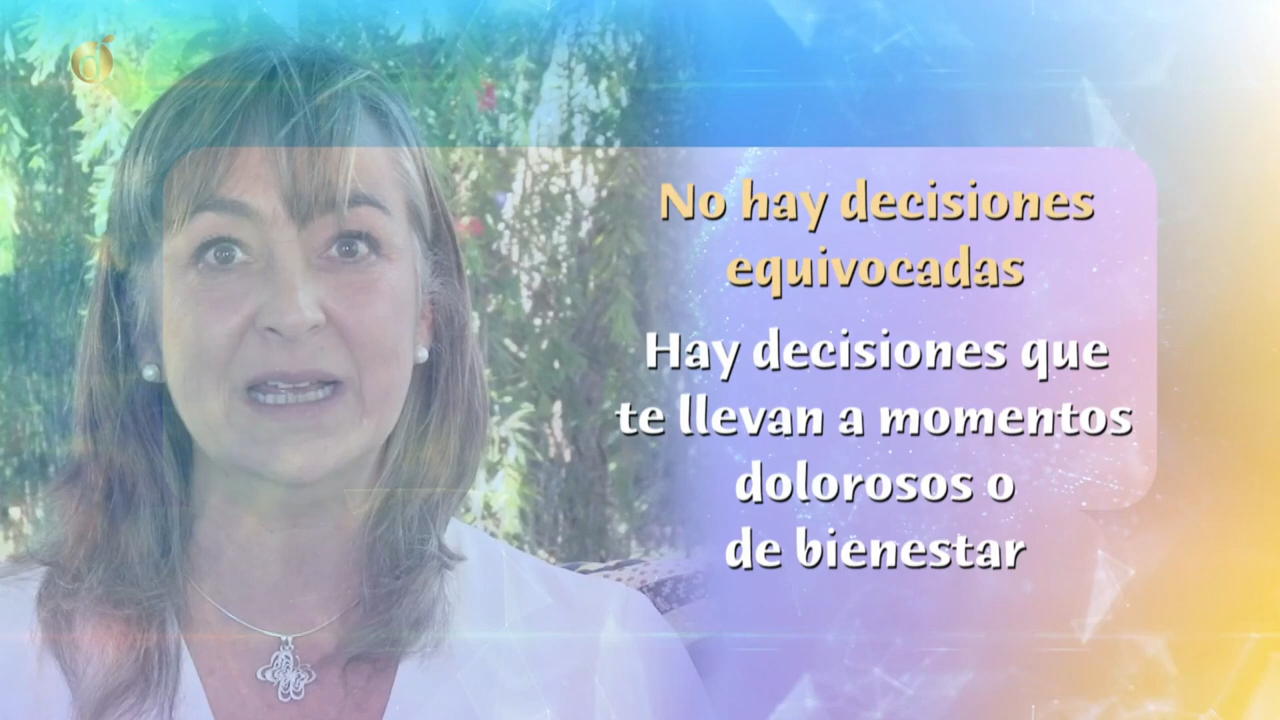 No hay decisiones
equivocadas
Hay decisiones que
te llevan a momentos
dolorosos o
de bienestar